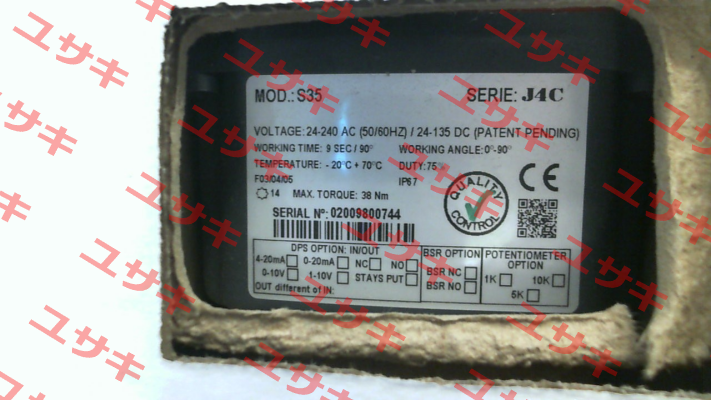 MOD.: S35 SERIE: J4C
VOLTAGE: 24-240 AC (50/60HZ) / 24-135 DC (PATENT PENDING)
WORKING TIME: 9 SEC / 90° WORKING ANGLE: 0°-90°
TEMPERATURE: - 20°C + 70°C DUTY: 75%
F03/04/05 IP67
14 MAX. TORQUE: 38 Nm
QUALITY CONTROL
CE
SERIAL Nº: 02009800744
DPS OPTION: IN/OUT
4-20mA 0-20mA NC NO
0-10V 1-10V STAYS PUT
OUT different of IN:
BSR OPTION
BSR NC
BSR NO
POTENTIOMETER
OPTION
1K 10K
5K
ユサキ